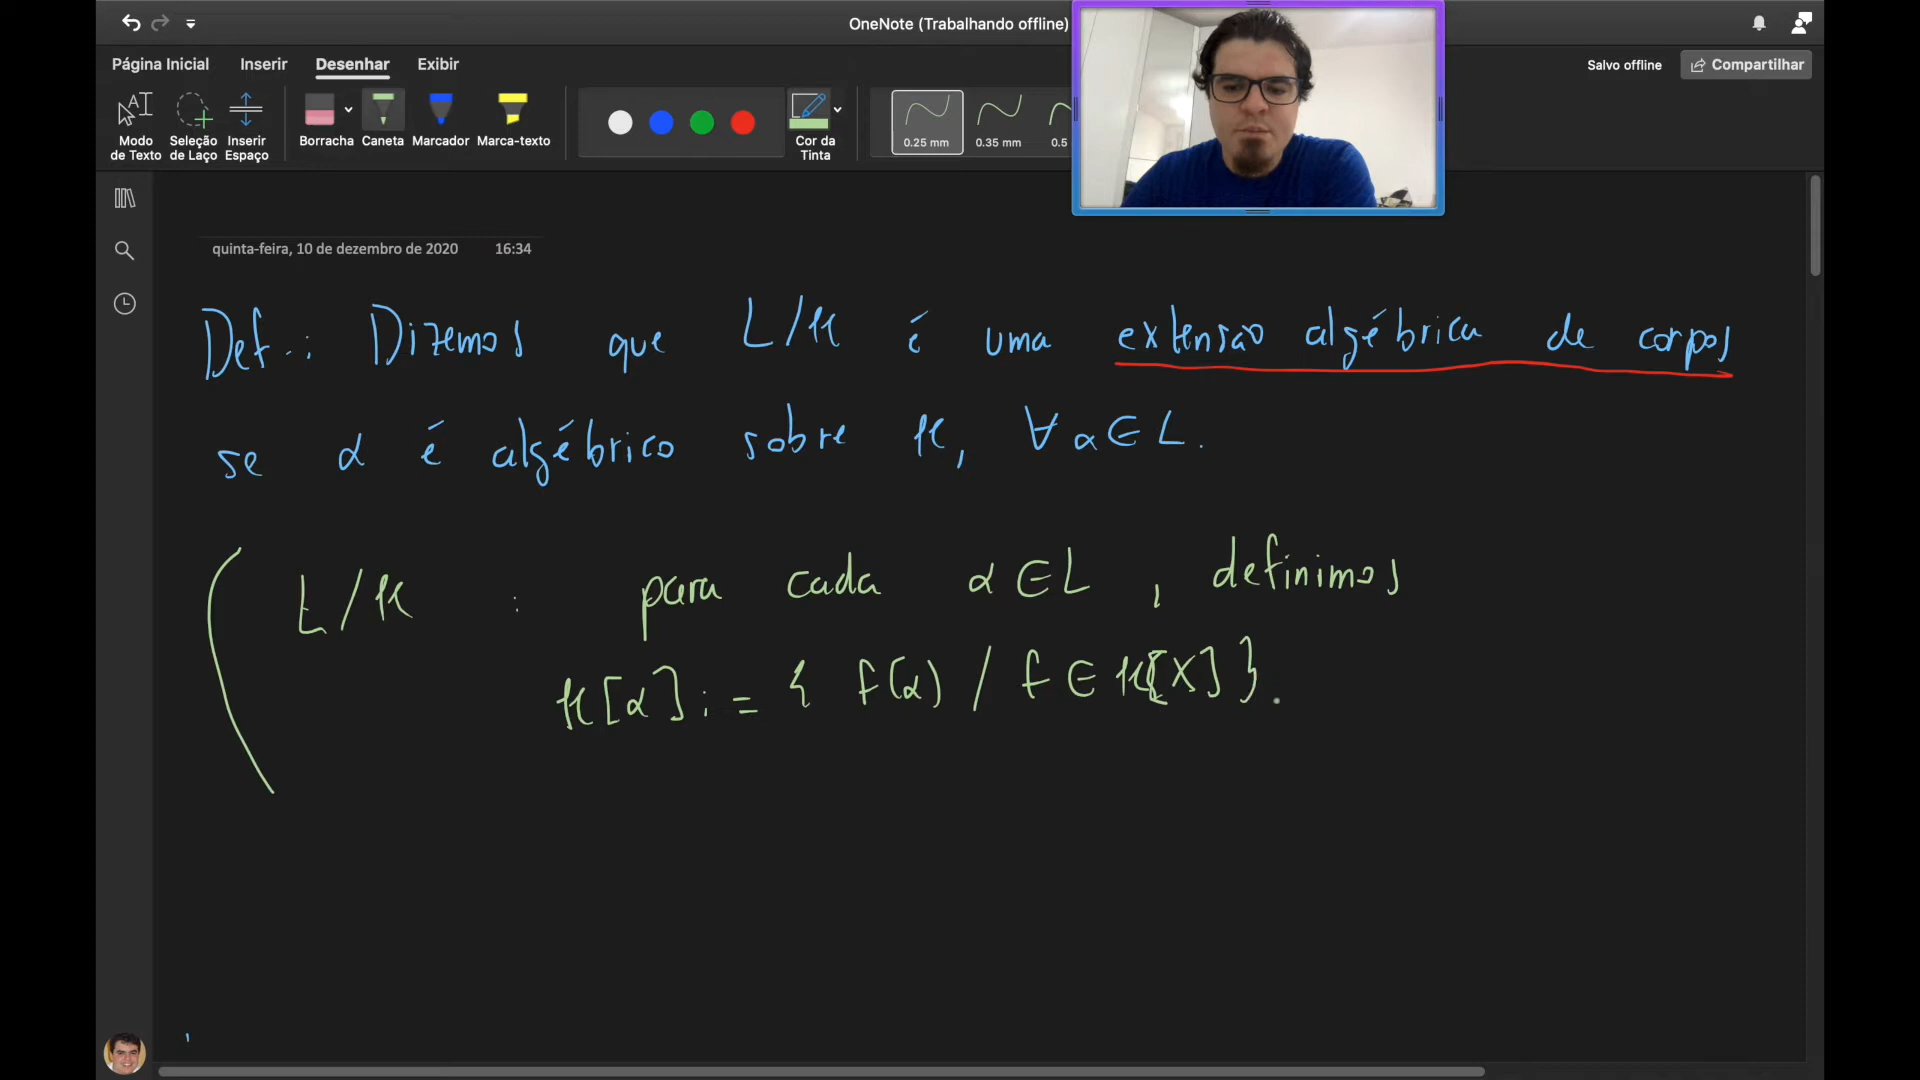 OneNote (Trabalhando offline)
Página Inicial Inserir Desenhar Exibir
Salvo offline Compartilhar
Modo de Texto
Seleção de Laço
Inserir Espaço
Borracha
Caneta
Marcador
Marca-texto
Cor da Tinta
0.25 mm
0.35 mm
0.5
quinta-feira, 10 de dezembro de 2020 16:34
Def.: Dizemos que L/K é uma extensão algébrica de corpos
se α é algébrico sobre K, ∀ α ∈ L.
( L/K : para cada α ∈ L, definimos
K[α] := { f(α) / f ∈ K[X] }.